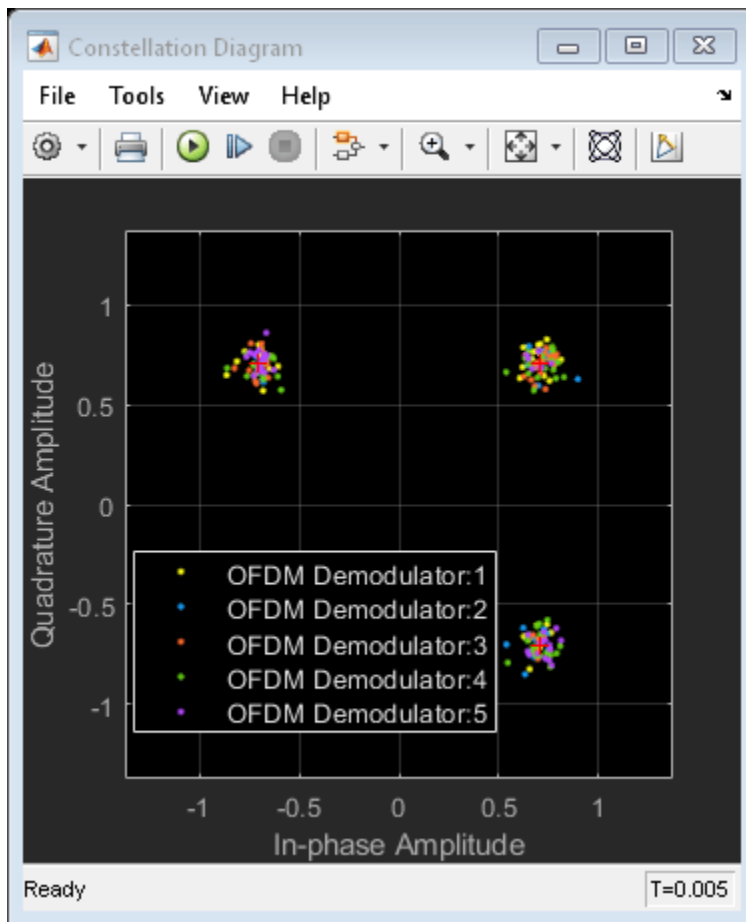 Constellation Diagram
File Tools View Help
1
0.5
0
-0.5
-1
Quadrature Amplitude
OFDM Demodulator:1
OFDM Demodulator:2
OFDM Demodulator:3
OFDM Demodulator:4
OFDM Demodulator:5
-1 -0.5 0 0.5 1
In-phase Amplitude
Ready T=0.005